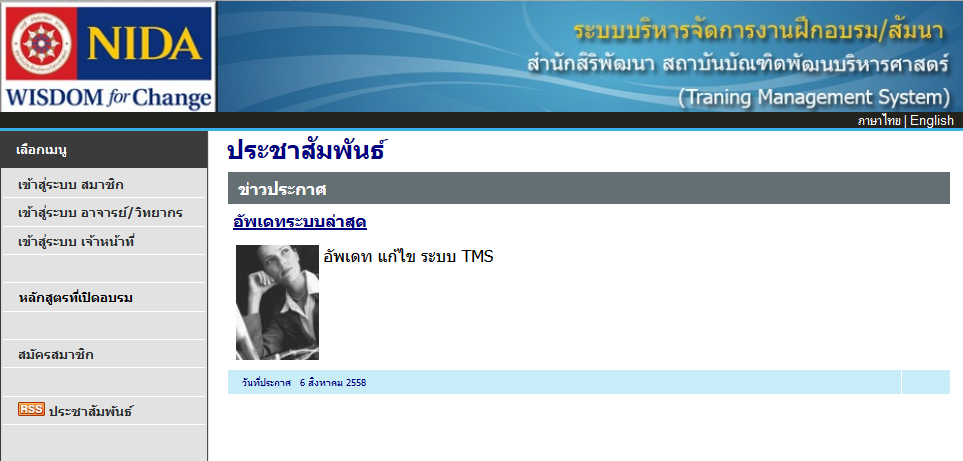 NIDA
WISDOM for Change
ระบบบริหารจัดการงานฝึกอบรม/สัมนา
สำนักสิริพัฒนา สถาบันบัณฑิตพัฒนบริหารศาสตร์
(Traning Management System)
ภาษาไทย | English
เลือกเมนู
เข้าสู่ระบบ สมาชิก
เข้าสู่ระบบ อาจารย์/วิทยากร
เข้าสู่ระบบ เจ้าหน้าที่
หลักสูตรที่เปิดอบรม
สมัครสมาชิก
RSS ประชาสัมพันธ์
ประชาสัมพันธ์
ข่าวประกาศ
อัพเดทระบบล่าสุด
อัพเดท แก้ไข ระบบ TMS
วันที่ประกาศ 6 สิงหาคม 2558